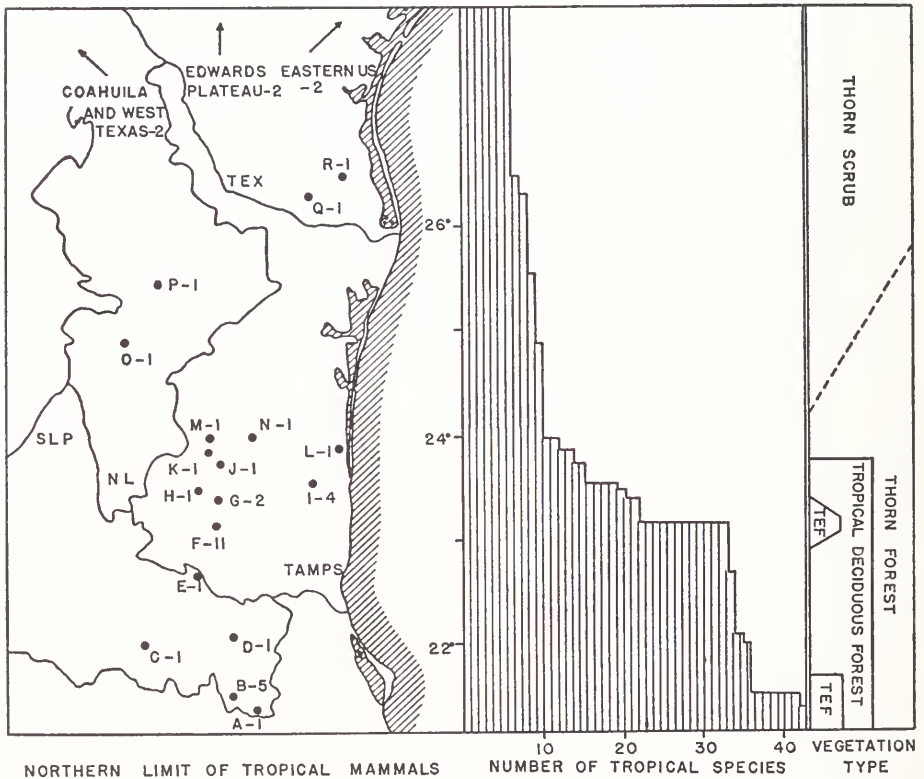 COAHUILA
AND WEST
TEXAS-2
EDWARDS
PLATEAU-2
EASTERN US
-2
R-1
TEX
Q-1
P-1
O-1
SLP
NL
M-1
N-1
L-1
K-1
J-1
H-1
G-2
I-4
F-11
E-1
TAMPS
C-1
D-1
B-5
A-1
26°
24°
22°
10
20
30
40
THORN SCRUB
THORN FOREST
TROPICAL DECIDUOUS FOREST
TEF
TEF
NORTHERN LIMIT OF TROPICAL MAMMALS
NUMBER OF TROPICAL SPECIES
VEGETATION
TYPE